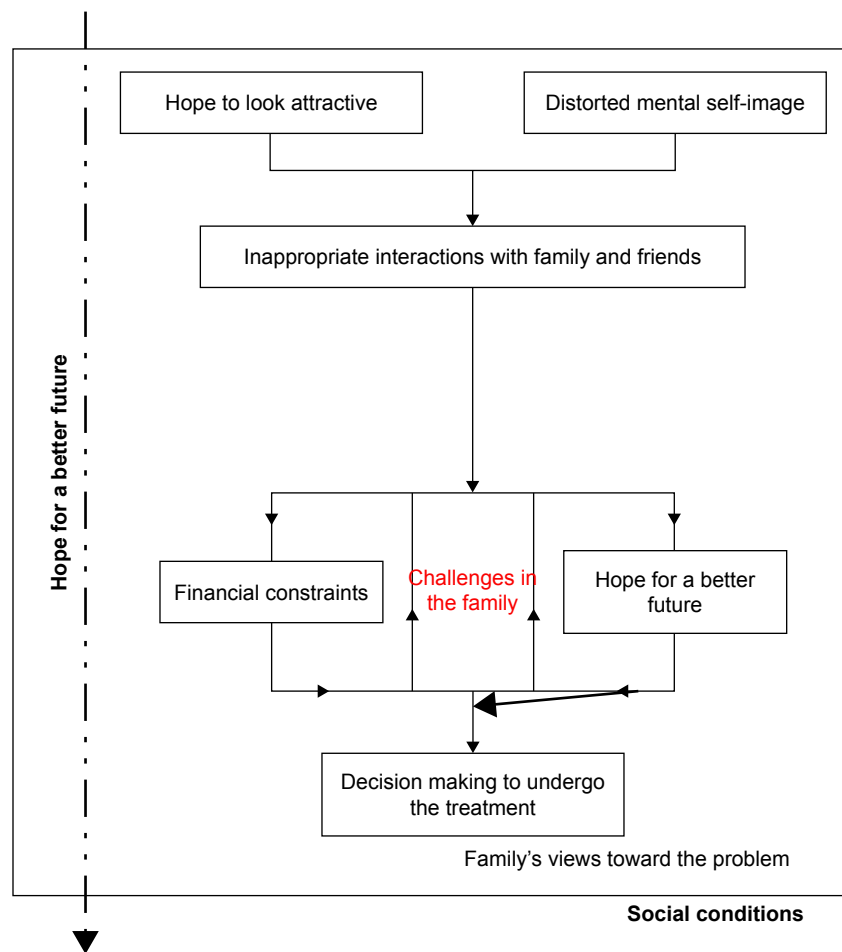 Hope to look attractive
Distorted mental self-image
Inappropriate interactions with family and friends
Hope for a better future
Financial constraints
Challenges in
the family
Hope for a better
future
Decision making to undergo
the treatment
Family’s views toward the problem
Social conditions